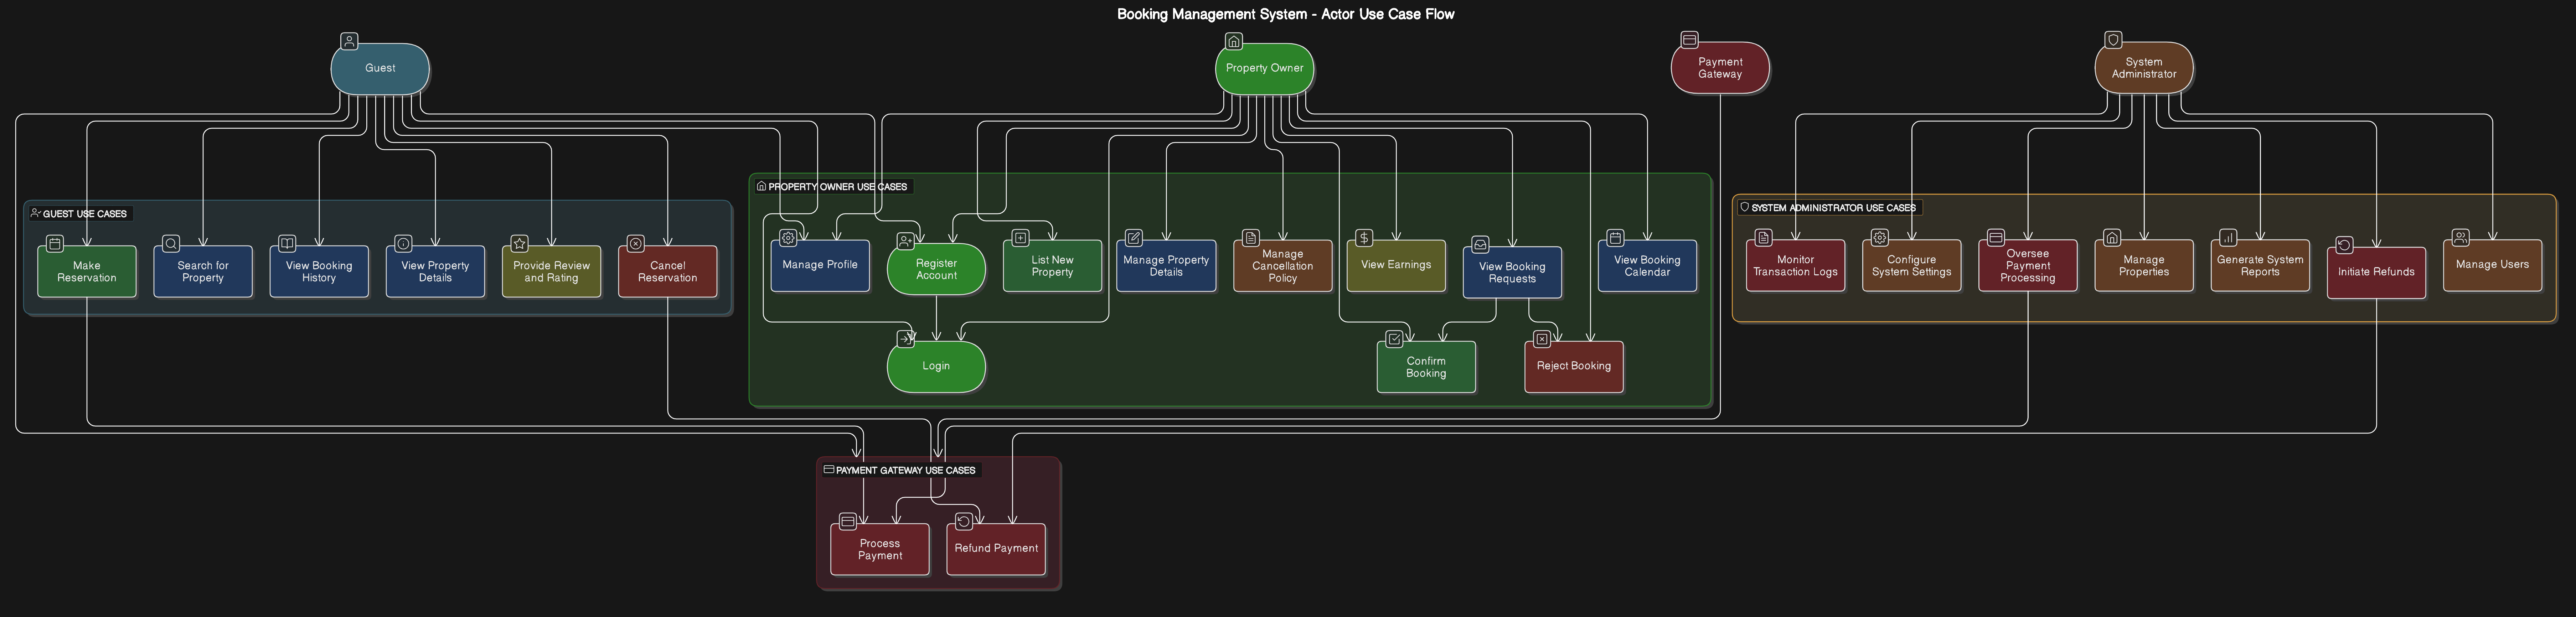 Booking Management System - Actor Use Case Flow
Guest
Property Owner
Payment
Gateway
System
Administrator
GUEST USE CASES
Make
Reservation
Search for
Property
View Booking
History
View Property
Details
Provide Review
and Rating
Cancel
Reservation
PROPERTY OWNER USE CASES
Manage Profile
Register
Account
List New
Property
Manage Property
Details
Manage
Cancellation
Policy
View Earnings
View Booking
Requests
View Booking
Calendar
Login
Confirm
Booking
Reject Booking
SYSTEM ADMINISTRATOR USE CASES
Monitor
Transaction Logs
Configure
System Settings
Oversee
Payment
Processing
Manage
Properties
Generate System
Reports
Initiate Refunds
Manage Users
PAYMENT GATEWAY USE CASES
Process
Payment
Refund Payment